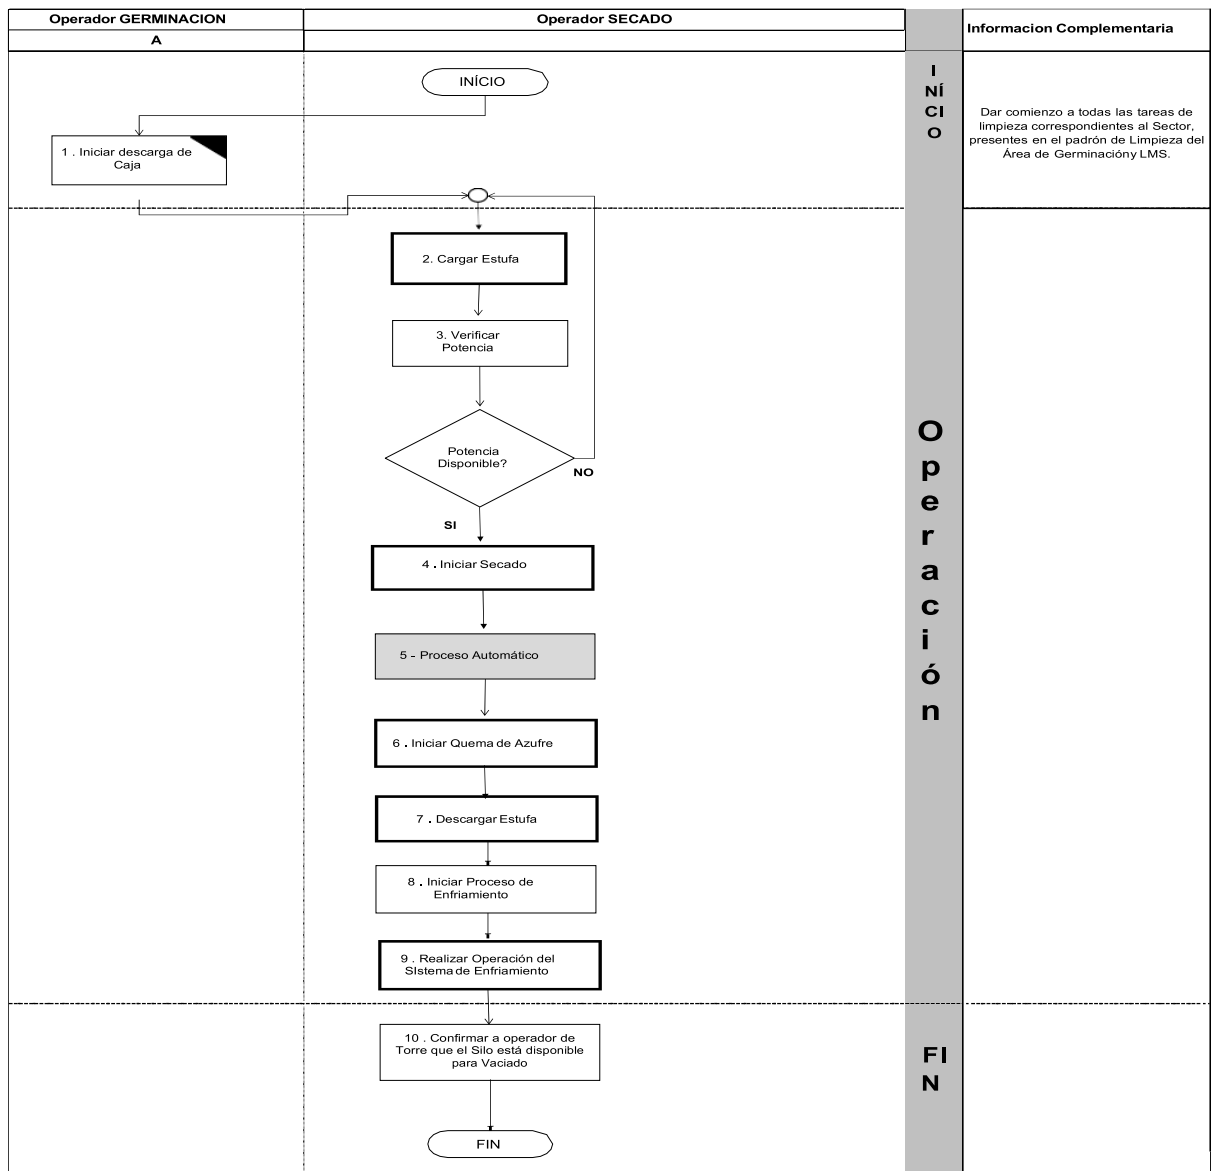 Operador GERMINACION
Operador SECADO
Informacion Complementaria
A
INÍCIO
I
NÍ
CI
O
Dar comienzo a todas las tareas de
limpieza correspondientes al Sector,
presentes en el padrón de Limpieza del
Área de Germinacióny LMS.
1 . Iniciar descarga de
Caja
2. Cargar Estufa
3. Verificar
Potencia
Potencia
Disponible?
NO
SI
O
p
e
r
a
c
i
ó
n
4 . Iniciar Secado
5 - Proceso Automático
6 . Iniciar Quema de Azufre
7 . Descargar Estufa
8 . Iniciar Proceso de
Enfriamiento
9 . Realizar Operación del
SIstema de Enfriamiento
10 . Confirmar a operador de
Torre que el Silo está disponible
para Vaciado
FI
N
FIN